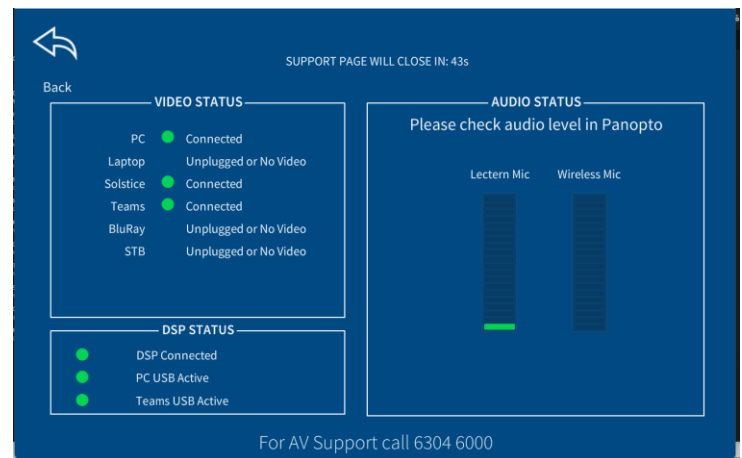 SUPPORT PAGE WILL CLOSE IN: 43s
Back
VIDEO STATUS
PC Connected
Laptop Unplugged or No Video
Solstice Connected
Teams Connected
BluRay Unplugged or No Video
STB Unplugged or No Video
DSP STATUS
DSP Connected
PC USB Active
Teams USB Active
AUDIO STATUS
Please check audio level in Panopto
Lectern Mic Wireless Mic
For AV Support call 6304 6000